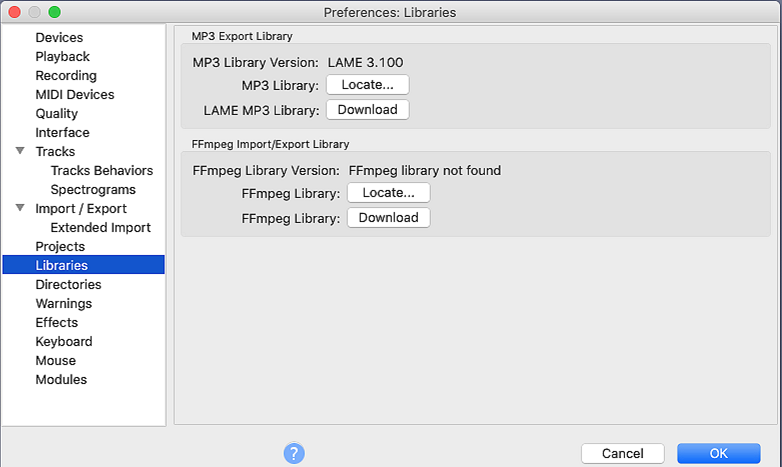 Preferences: Libraries
Devices
Playback
Recording
MIDI Devices
Quality
Interface
Tracks
Tracks Behaviors
Spectrograms
Import / Export
Extended Import
Projects
Libraries
Directories
Warnings
Effects
Keyboard
Mouse
Modules
MP3 Export Library
MP3 Library Version: LAME 3.100
MP3 Library: Locate...
LAME MP3 Library: Download
FFmpeg Import/Export Library
FFmpeg Library Version: FFmpeg library not found
FFmpeg Library: Locate...
FFmpeg Library: Download
? Cancel OK